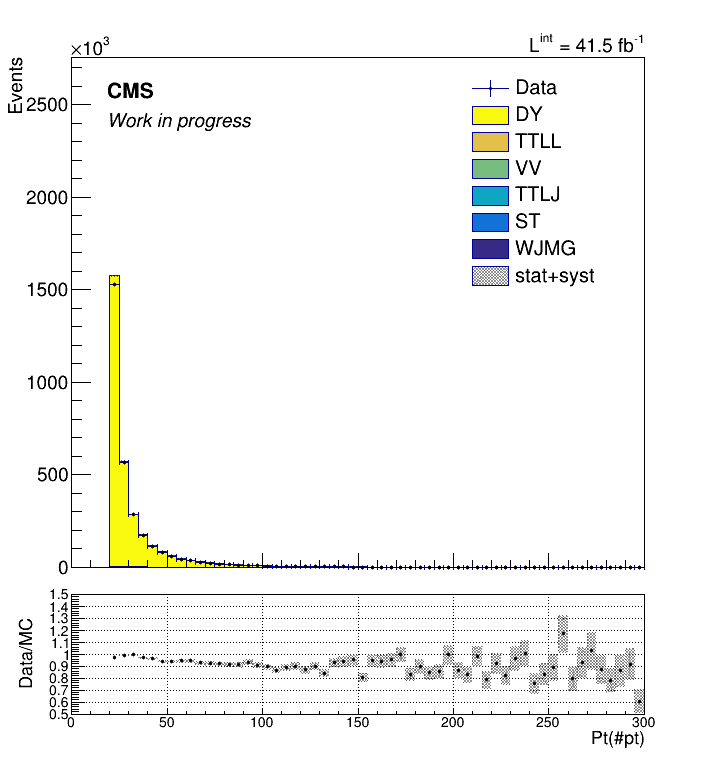 ×10³
L^int = 41.5 fb⁻¹
Events
CMS
Work in progress
Data
DY
TTLL
VV
TTLJ
ST
WJMG
stat+syst
2500
2000
1500
1000
500
0
Data/MC
1.5
1.4
1.3
1.2
1.1
1
0.9
0.8
0.7
0.6
0.5
0 50 100 150 200 250 300
Pt(#pt)